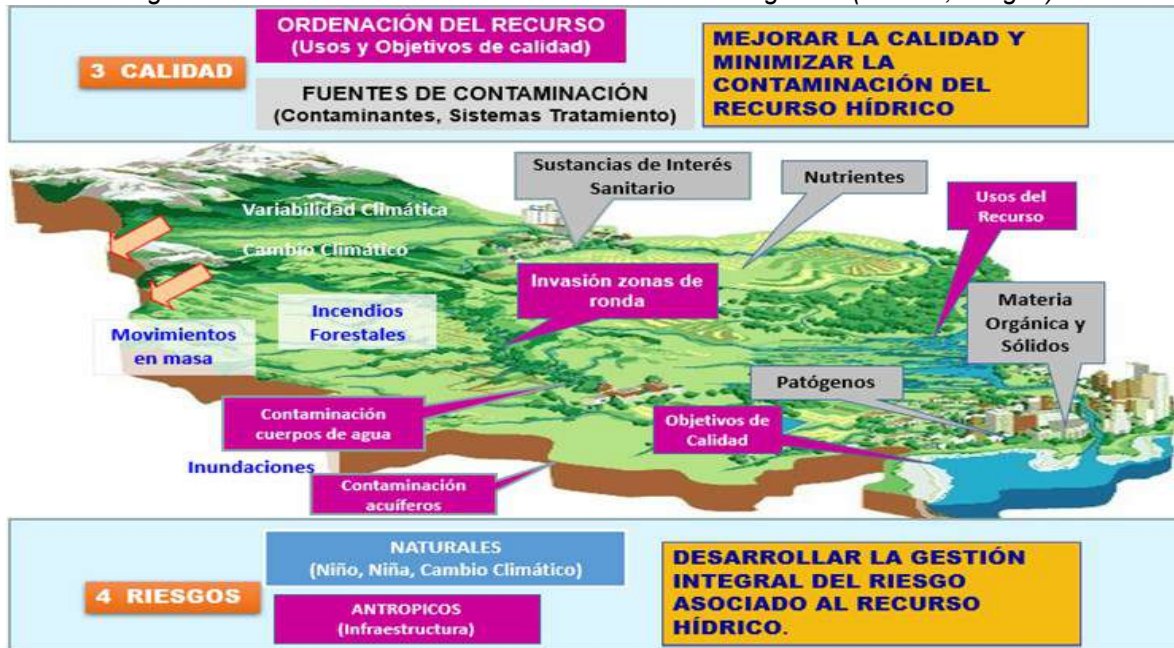 ORDENACIÓN DEL RECURSO
(Usos y Objetivos de calidad)
3 CALIDAD
FUENTES DE CONTAMINACIÓN
(Contaminantes, Sistemas Tratamiento)
MEJORAR LA CALIDAD Y
MINIMIZAR LA
CONTAMINACIÓN DEL
RECURSO HÍDRICO
Sustancias de Interés
Sanitario
Nutrientes
Usos del
Recurso
Variabilidad Climática
Cambio Climático
Invasión zonas de
ronda
Incendios
Forestales
Movimientos
en masa
Materia
Orgánica y
Sólidos
Patógenos
Contaminación
cuerpos de agua
Objetivos de
Calidad
Inundaciones
Contaminación
acuíferos
NATURALES
(Niño, Niña, Cambio Climático)
4 RIESGOS
ANTROPICOS
(Infraestructura)
DESARROLLAR LA GESTIÓN
INTEGRAL DEL RIESGO
ASOCIADO AL RECURSO
HÍDRICO.